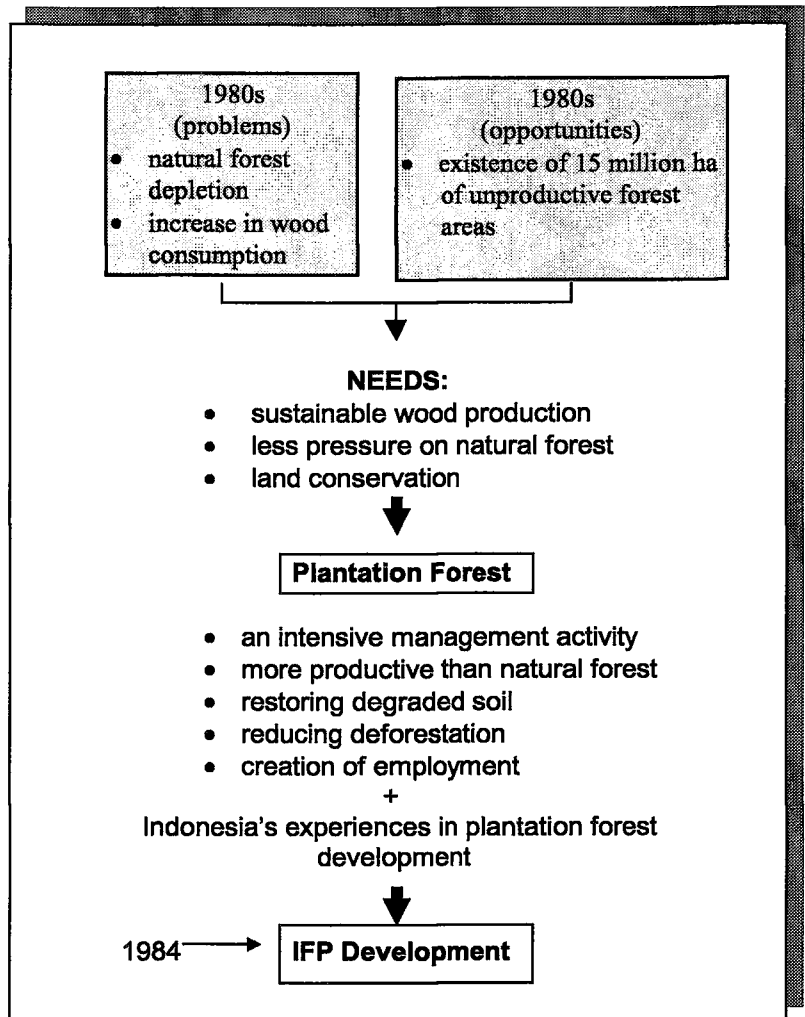 1980s
(problems)
• natural forest
depletion
• increase in wood
consumption
1980s
(opportunities)
• existence of 15 million ha
of unproductive forest
areas
NEEDS:
• sustainable wood production
• less pressure on natural forest
• land conservation
Plantation Forest
• an intensive management activity
• more productive than natural forest
• restoring degraded soil
• reducing deforestation
• creation of employment
+
Indonesia's experiences in plantation forest
development
1984
IFP Development